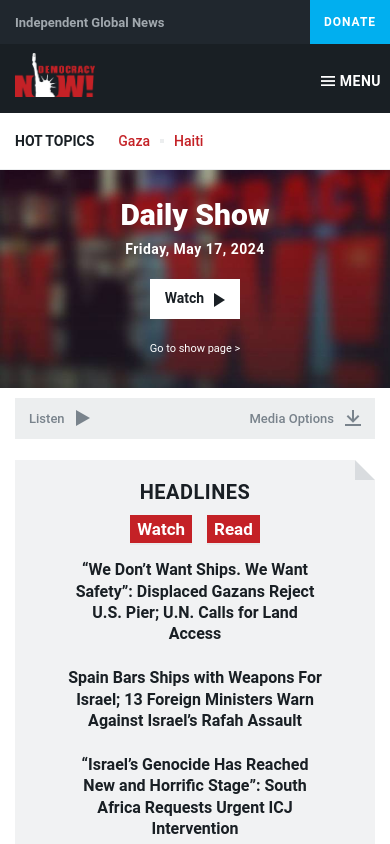 Independent Global News
DONATE
DEMOCRACY
NOW!
MENU
HOT TOPICS
Gaza
Haiti
Daily Show
Friday, May 17, 2024
Watch
Go to show page >
Listen
Media Options
HEADLINES
Watch
Read
“We Don’t Want Ships. We Want
Safety”: Displaced Gazans Reject
U.S. Pier; U.N. Calls for Land
Access
Spain Bars Ships with Weapons For
Israel; 13 Foreign Ministers Warn
Against Israel’s Rafah Assault
“Israel’s Genocide Has Reached
New and Horrific Stage”: South
Africa Requests Urgent ICJ
Intervention